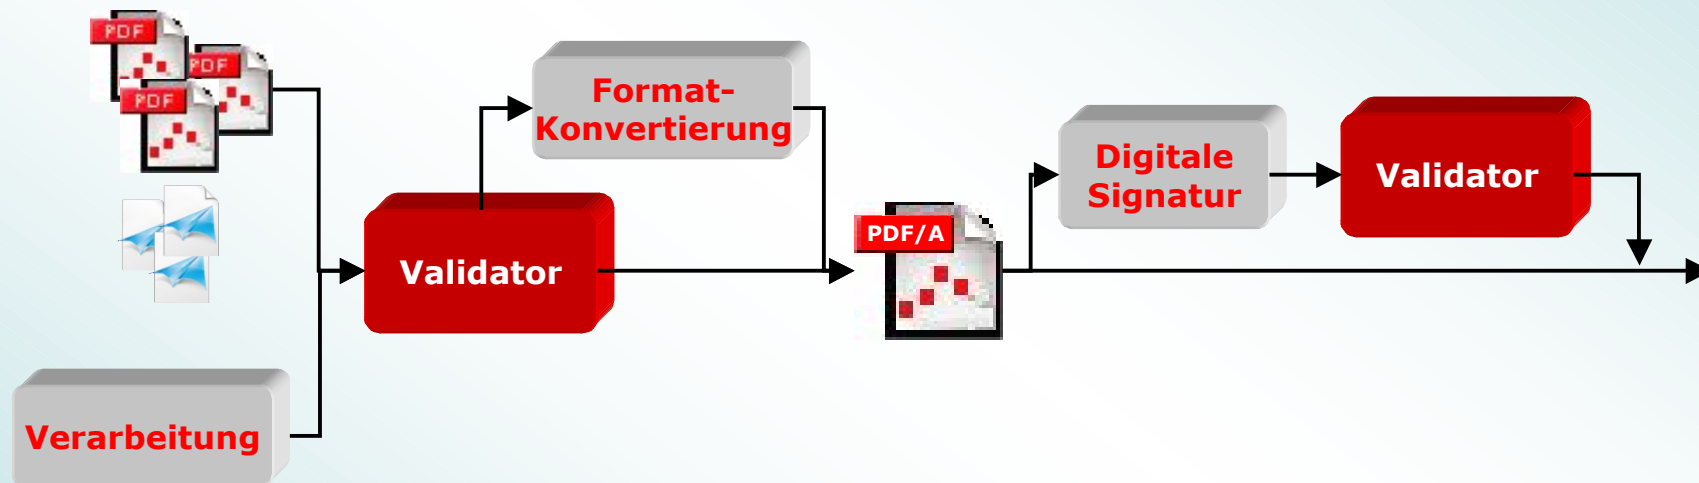 PDF
PDF
PDF
Format-
Konvertierung
Digitale
Signatur
Validator
PDF/A
Validator
Verarbeitung